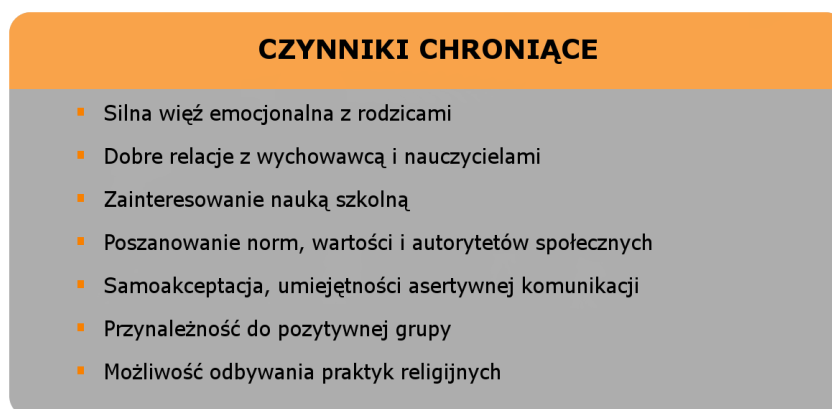 CZYNNIKI CHRONIĄCE
▪ Silna więź emocjonalna z rodzicami
▪ Dobre relacje z wychowawcą i nauczycielami
▪ Zainteresowanie nauką szkolną
▪ Poszanowanie norm, wartości i autorytetów społecznych
▪ Samoakceptacja, umiejętności asertywnej komunikacji
▪ Przynależność do pozytywnej grupy
▪ Możliwość odbywania praktyk religijnych